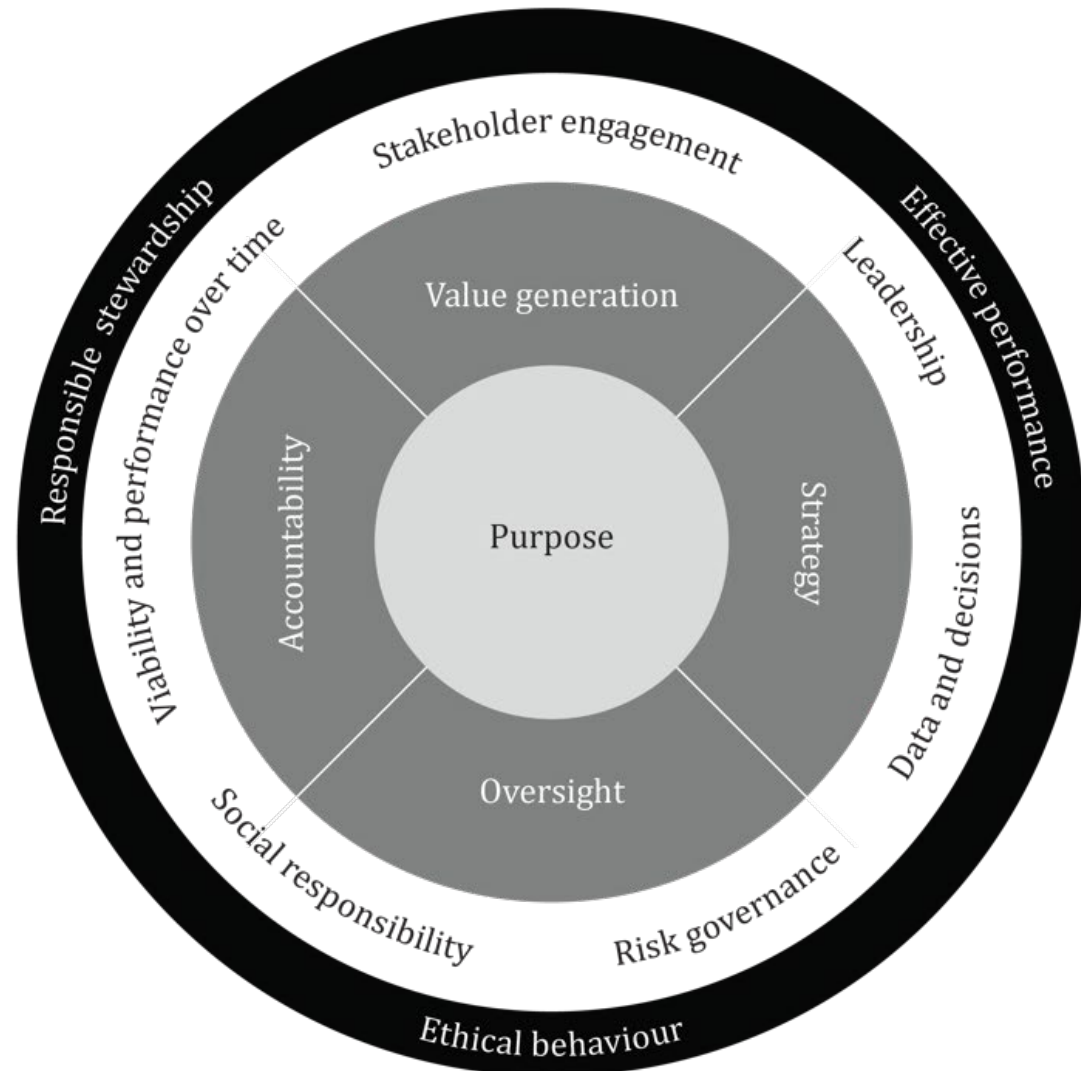 Responsible stewardship
Effective performance
Ethical behaviour
Stakeholder engagement
Leadership
Data and decisions
Risk governance
Social responsibility
Viability and performance over time
Value generation
Strategy
Oversight
Accountability
Purpose